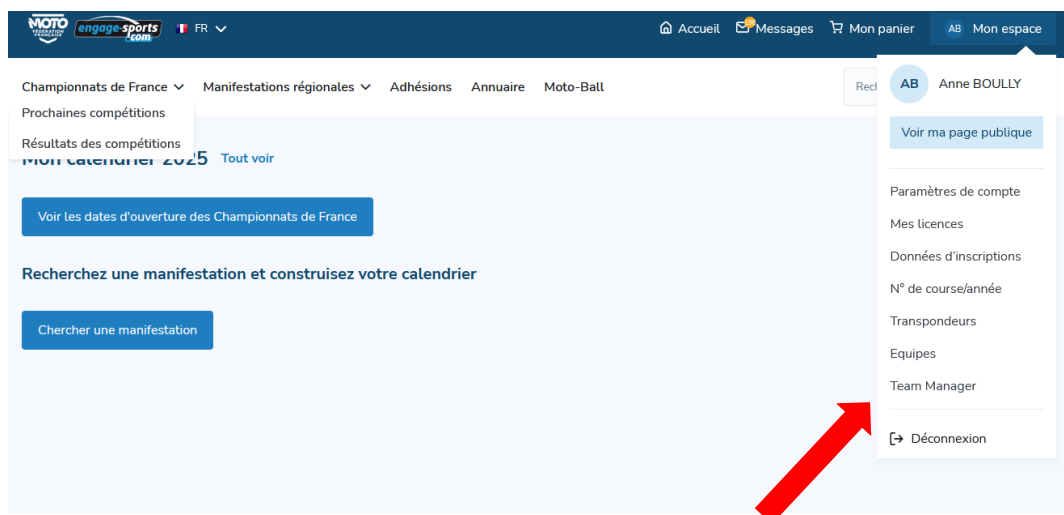 MOTO
FÉDÉRATION
FRANÇAISE
engage-sports
.com
FR
Accueil
Messages
Mon panier
AB Mon espace
Championnats de France
Manifestations régionales
Adhésions
Annuaire
Moto-Ball
Rech
Prochaines compétitions
Résultats des compétitions
Mon calendrier 2025 Tout voir
Voir les dates d'ouverture des Championnats de France
Recherchez une manifestation et construisez votre calendrier
Chercher une manifestation
AB Anne BOULLY
Voir ma page publique
Paramètres de compte
Mes licences
Données d'inscriptions
N° de course/année
Transpondeurs
Equipes
Team Manager
Déconnexion